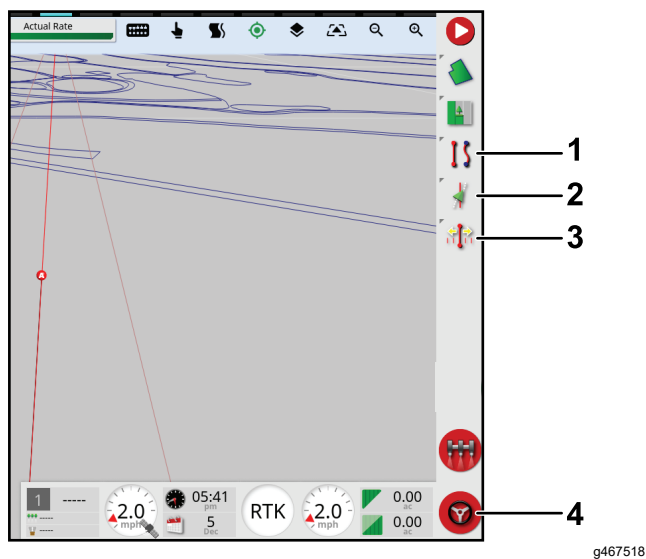 Actual Rate
A
1
2
3
4
1 -----
-----
-----
2.0
mph
05:41
pm
5
Dec
RTK
2.0
mph
0.00
ac
0.00
ac
g467518